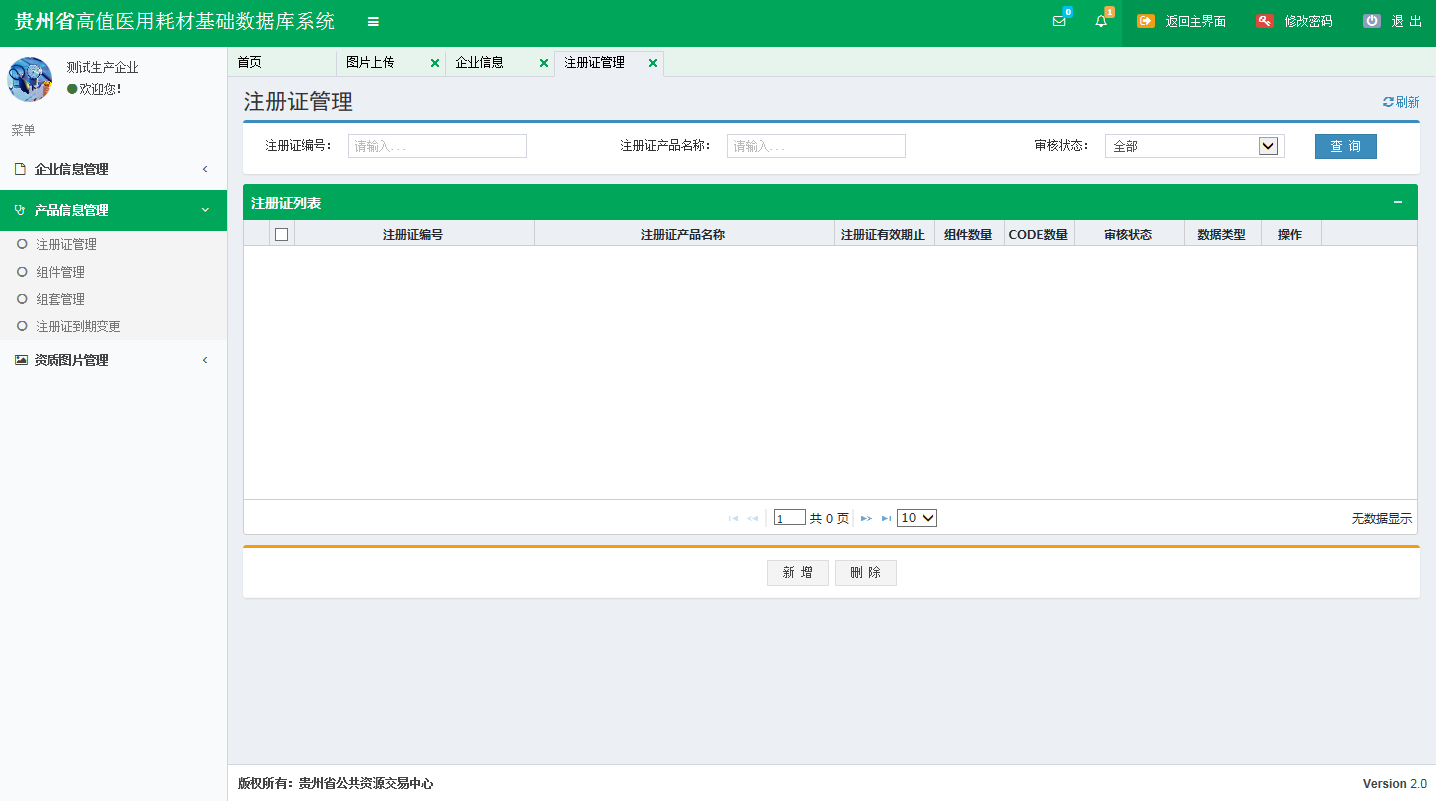 贵州省高值医用耗材基础数据库系统
0
1
返回主界面
修改密码
退 出
测试生产企业
欢迎您!
菜单
企业信息管理
产品信息管理
注册证管理
组件管理
组套管理
注册证到期变更
资质图片管理
首页
图片上传
企业信息
注册证管理
注册证管理
刷新
注册证编号: 请输入... 注册证产品名称: 请输入... 审核状态: 全部 查 询
注册证列表
注册证编号 注册证产品名称 注册证有效期止 组件数量 CODE数量 审核状态 数据类型 操作
1 共 0 页 10 无数据显示
新 增 删 除
版权所有: 贵州省公共资源交易中心 Version 2.0